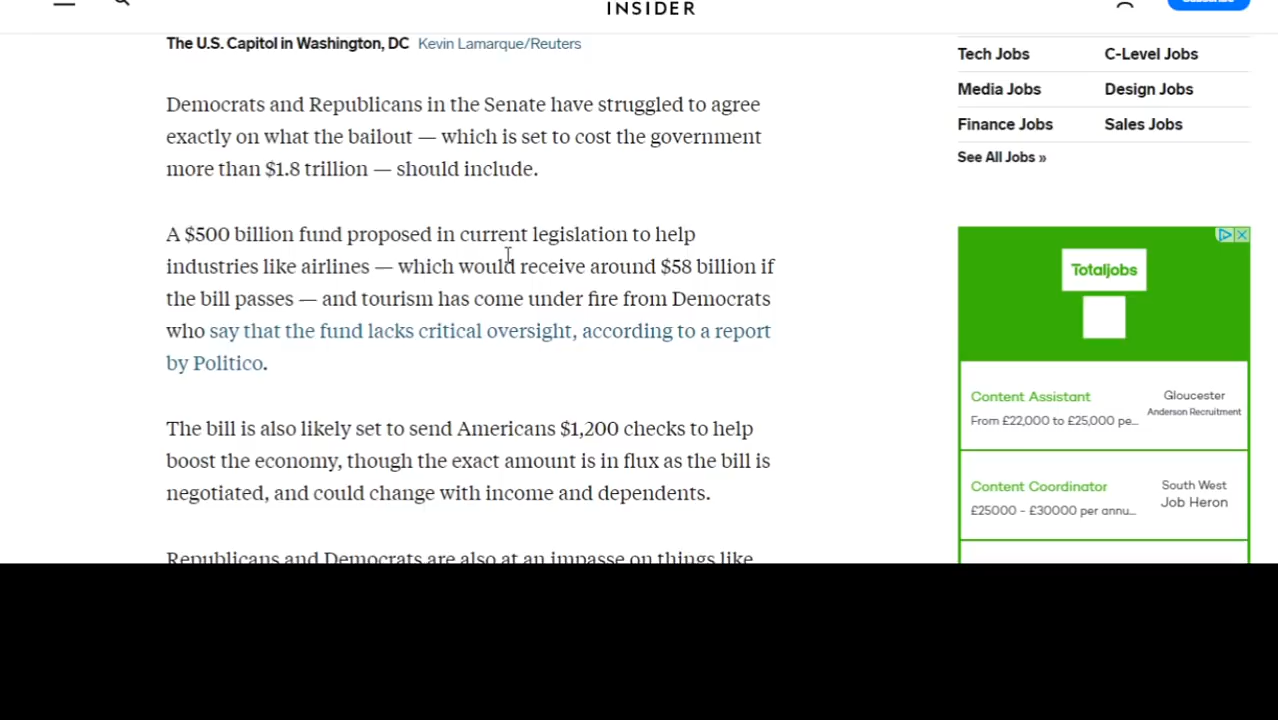 INSIDER
Subscribe
The U.S. Capitol in Washington, DC Kevin Lamarque/Reuters
Democrats and Republicans in the Senate have struggled to agree
exactly on what the bailout — which is set to cost the government
more than $1.8 trillion — should include.
A $500 billion fund proposed in current legislation to help
industries like airlines — which would receive around $58 billion if
the bill passes — and tourism has come under fire from Democrats
who say that the fund lacks critical oversight, according to a report
by Politico.
The bill is also likely set to send Americans $1,200 checks to help
boost the economy, though the exact amount is in flux as the bill is
negotiated, and could change with income and dependents.
Republicans and Democrats are also at an impasse on things like
Tech Jobs C-Level Jobs
Media Jobs Design Jobs
Finance Jobs Sales Jobs
See All Jobs »
Totaljobs
Content Assistant Gloucester
From £22,000 to £25,000 pe... Anderson Recruitment
Content Coordinator South West
£25000 - £30000 per annu... Job Heron